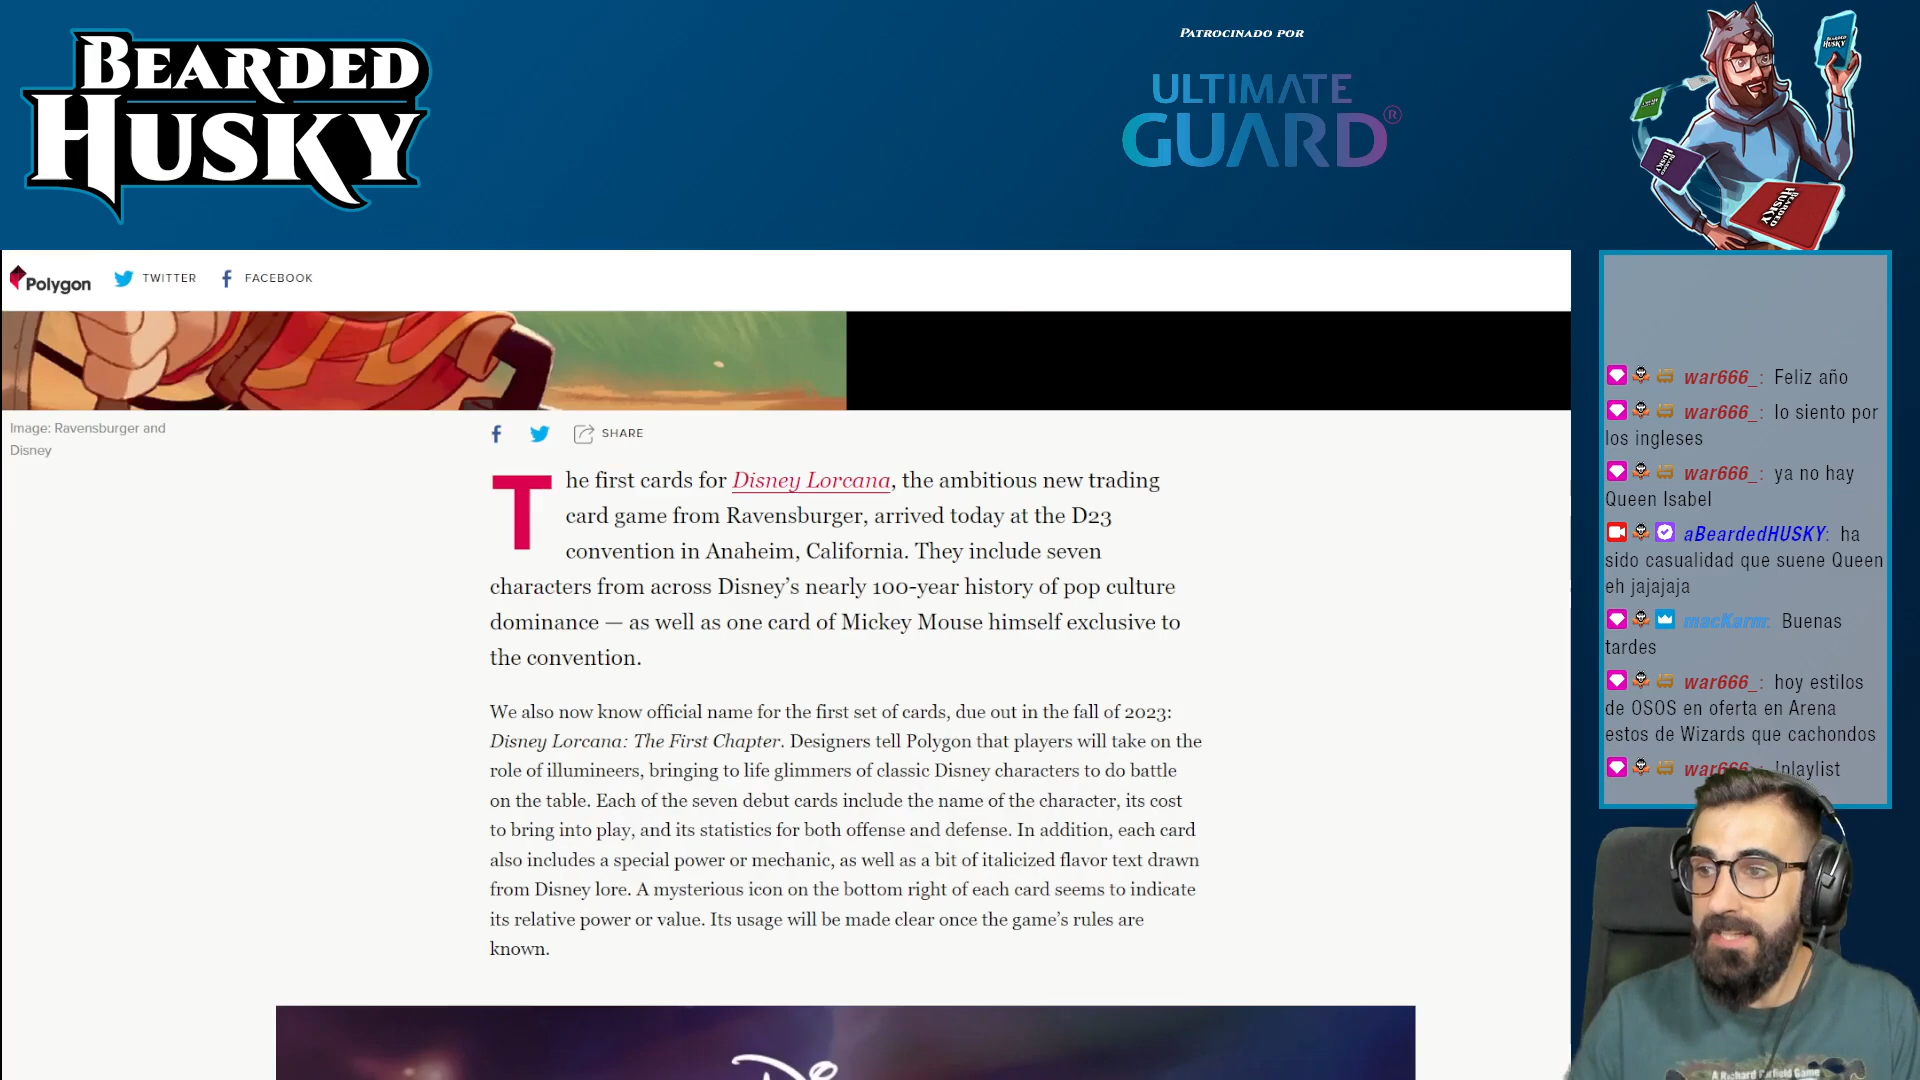 BEARDED
HUSKY
PATROCINADO POR
ULTIMATE
GUARD®
BEARDED
HUSKY
HUSKY
BEARDED
HUSKY
Polygon TWITTER FACEBOOK
Image: Ravensburger and
Disney
SHARE
The first cards for Disney Lorcana, the ambitious new trading
card game from Ravensburger, arrived today at the D23
convention in Anaheim, California. They include seven
characters from across Disney’s nearly 100-year history of pop culture
dominance — as well as one card of Mickey Mouse himself exclusive to
the convention.
We also now know official name for the first set of cards, due out in the fall of 2023:
Disney Lorcana: The First Chapter. Designers tell Polygon that players will take on the
role of illumineers, bringing to life glimmers of classic Disney characters to do battle
on the table. Each of the seven debut cards include the name of the character, its cost
to bring into play, and its statistics for both offense and defense. In addition, each card
also includes a special power or mechanic, as well as a bit of italicized flavor text drawn
from Disney lore. A mysterious icon on the bottom right of each card seems to indicate
its relative power or value. Its usage will be made clear once the game’s rules are
known.
war666_: Feliz año
war666_: lo siento por
los ingleses
war666_: ya no hay
Queen Isabel
aBeardedHUSKY: ha
sido casualidad que suene Queen
eh jajajaja
macKarm: Buenas
tardes
war666_: hoy estilos
de OSOS en oferta en Arena
estos de Wizards que cachondos
war666_: !playlist
A Richard Garfield Game